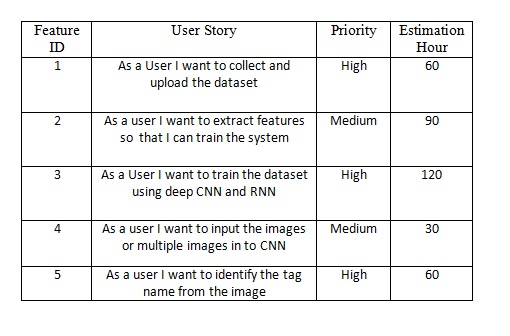 Feature ID User Story Priority Estimation Hour
1 As a User I want to collect and High 60
upload the dataset
2 As a user I want to extract features Medium 90
so that I can train the system
3 As a User I want to train the dataset High 120
using deep CNN and RNN
4 As a user I want to input the images Medium 30
or multiple images in to CNN
5 As a user I want to identify the tag High 60
name from the image